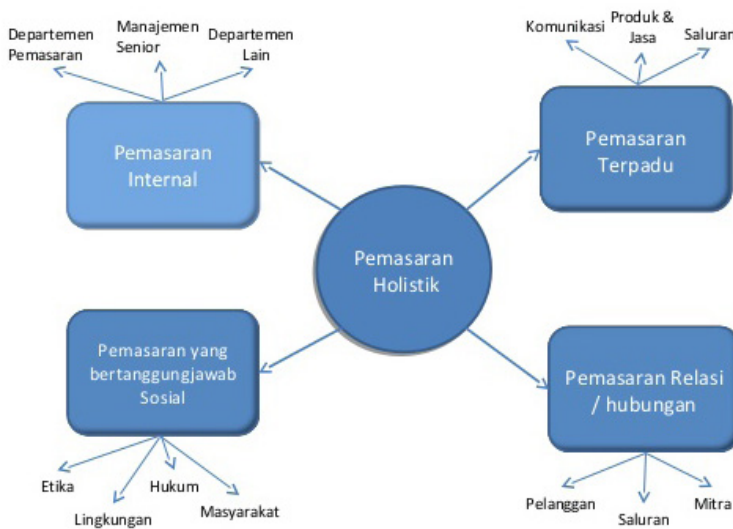 Departemen
Pemasaran
Manajemen
Senior
Departemen
Lain
Pemasaran
Internal
Komunikasi
Produk &
Jasa
Saluran
Pemasaran
Terpadu
Pemasaran
Holistik
Pemasaran yang
bertanggungjawab
Sosial
Etika
Lingkungan
Hukum
Masyarakat
Pemasaran Relasi
/ hubungan
Pelanggan
Saluran
Mitra